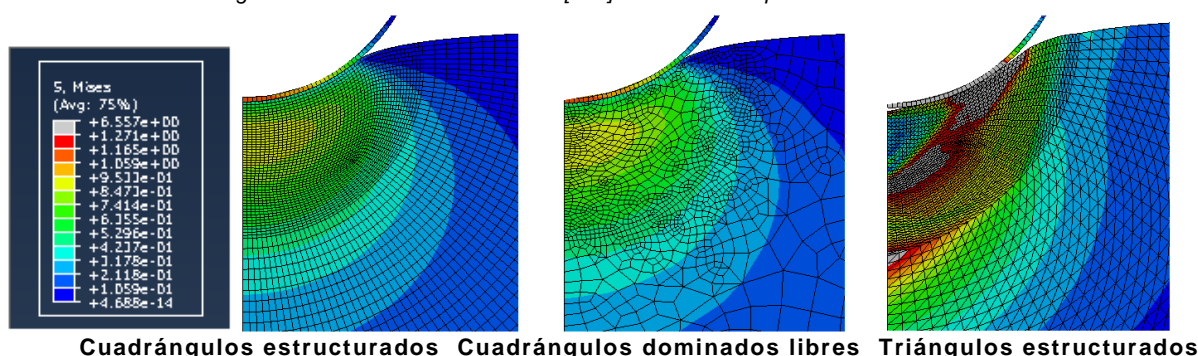 S, Mises
(Avg: 75%)
+6.557e+00
+1.271e+00
+1.165e+00
+1.059e+00
+9.533e-01
+8.473e-01
+7.414e-01
+6.355e-01
+5.296e-01
+4.237e-01
+3.178e-01
+2.118e-01
+1.059e-01
+4.688e-14
Cuadrángulos estructurados Cuadrángulos dominados libres Triángulos estructurados